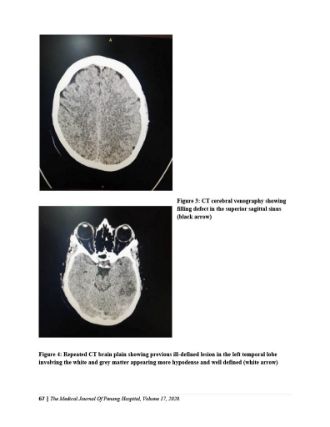 A
Figure 3: CT cerebral venography showing
filling defect in the superior sagittal sinus
(black arrow)
Figure 4: Repeated CT brain plain showing previous ill-defined lesion in the left temporal lobe
involving the white and grey matter appearing more hypodense and well defined (white arrow)
67 | The Medical Journal Of Penang Hospital, Volume 17, 2020.